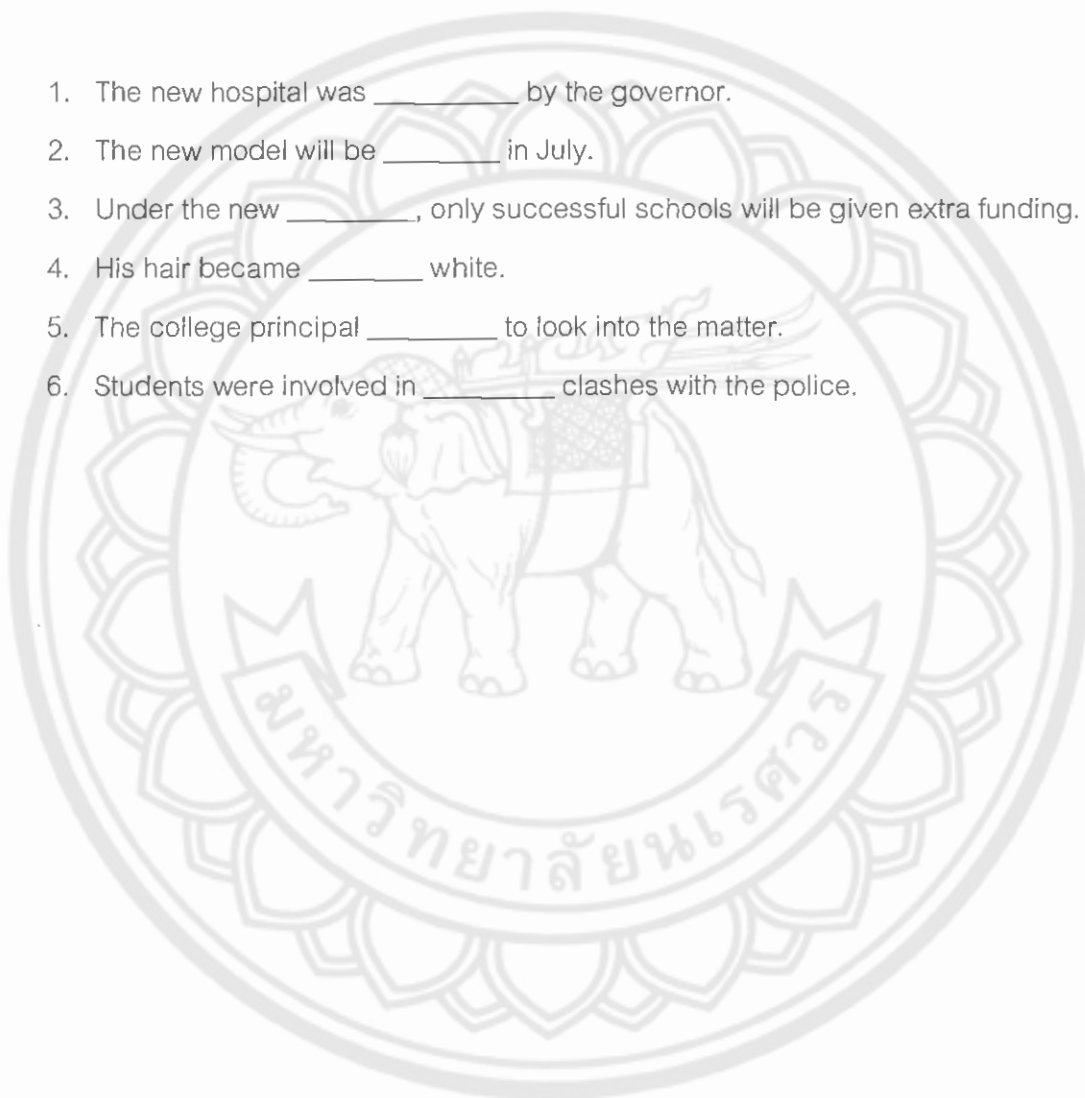 1. The new hospital was __________ by the governor.
2. The new model will be ________ in July.
3. Under the new _________, only successful schools will be given extra funding.
4. His hair became ________ white.
5. The college principal _________ to look into the matter.
6. Students were involved in _________ clashes with the police.
มหาวิทยาลัยนเรศวร